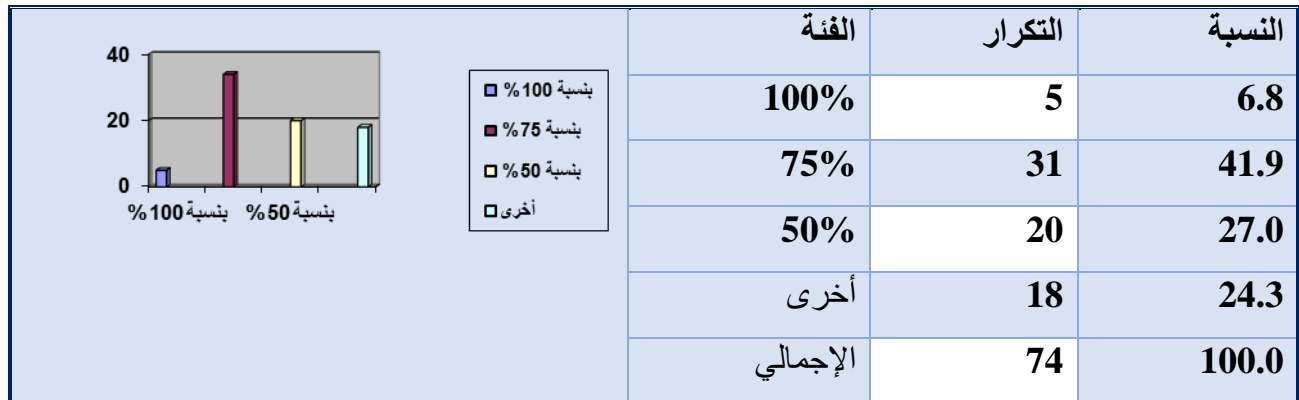 النسبة التكرار الفئة
6.8 5 100%
41.9 31 75%
27.0 20 50%
24.3 18 أخرى
100.0 74 الإجمالي
40
20
0
بنسبة 100% بنسبة 50%
بنسبة 100%
بنسبة 75%
بنسبة 50%
أخرى